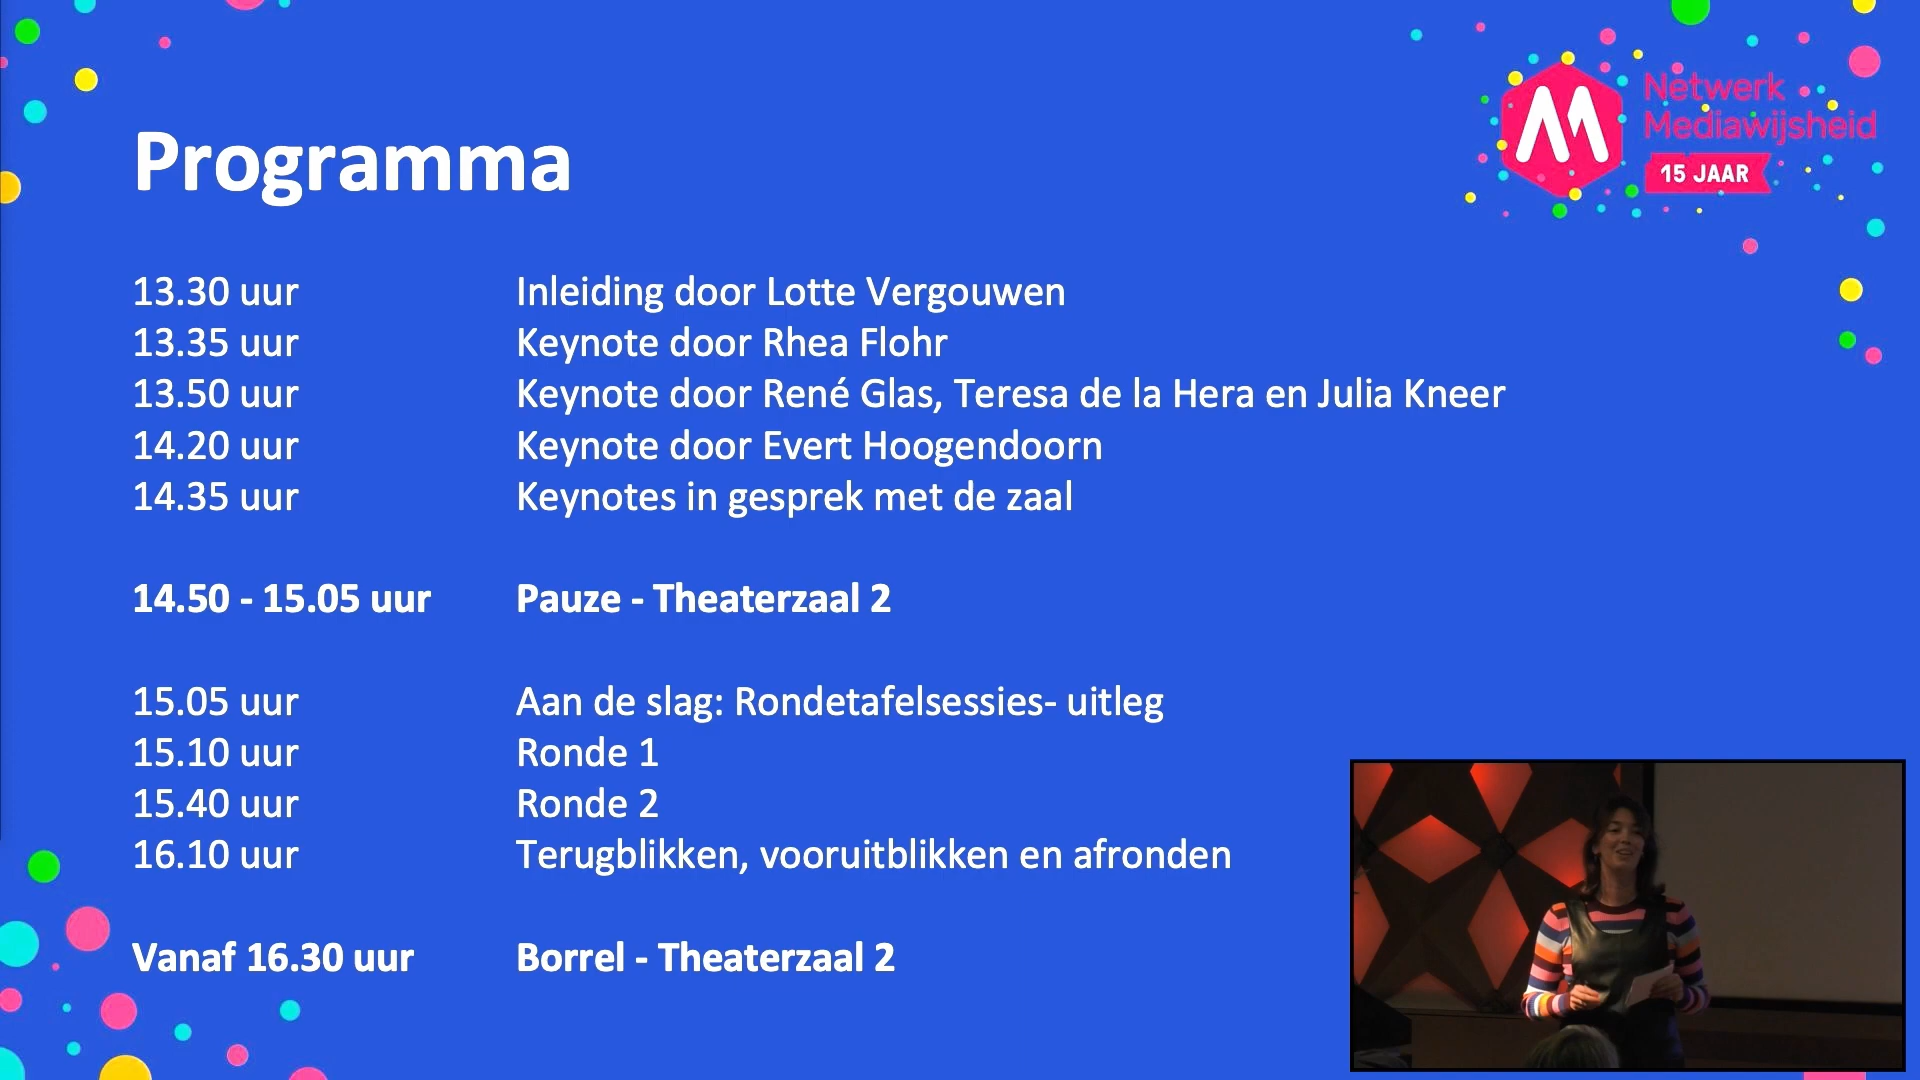 Netwerk
Mediawijsheid
15 JAAR
Programma
13.30 uur Inleiding door Lotte Vergouwen
13.35 uur Keynote door Rhea Flohr
13.50 uur Keynote door René Glas, Teresa de la Hera en Julia Kneer
14.20 uur Keynote door Evert Hoogendoorn
14.35 uur Keynotes in gesprek met de zaal
14.50 - 15.05 uur Pauze - Theaterzaal 2
15.05 uur Aan de slag: Rondetafelsessies- uitleg
15.10 uur Ronde 1
15.40 uur Ronde 2
16.10 uur Terugblikken, vooruitblikken en afronden
Vanaf 16.30 uur Borrel - Theaterzaal 2